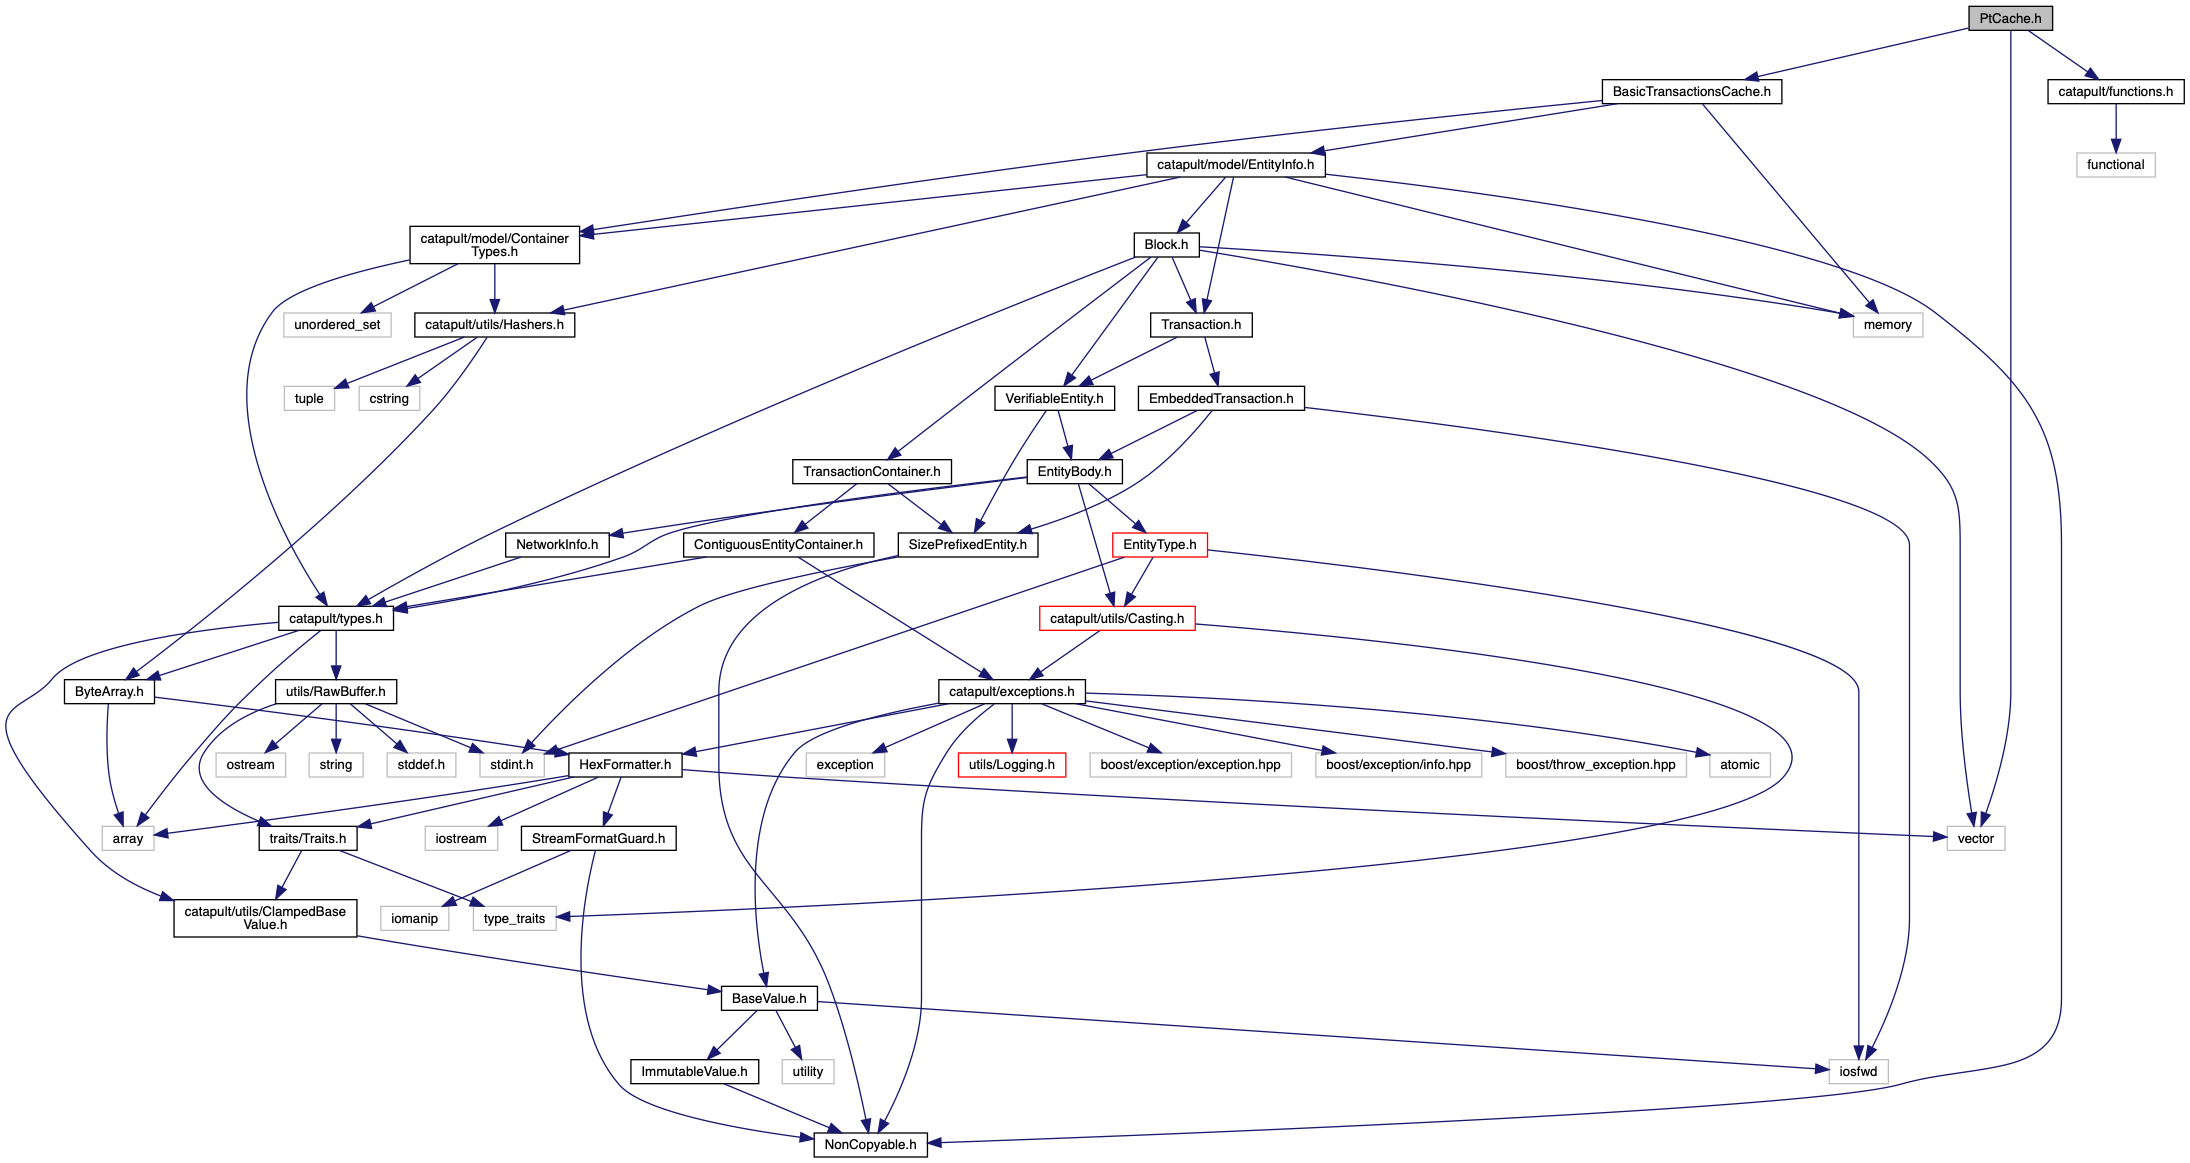 PtCache.h
BasicTransactionsCache.h
catapult/functions.h
catapult/model/EntityInfo.h
functional
catapult/model/Container
Types.h
Block.h
unordered_set
catapult/utils/Hashers.h
Transaction.h
memory
tuple
cstring
VerifiableEntity.h
EmbeddedTransaction.h
TransactionContainer.h
EntityBody.h
NetworkInfo.h
ContiguousEntityContainer.h
SizePrefixedEntity.h
EntityType.h
catapult/types.h
catapult/utils/Casting.h
ByteArray.h
utils/RawBuffer.h
catapult/exceptions.h
ostream
string
stddef.h
stdint.h
HexFormatter.h
exception
utils/Logging.h
boost/exception/exception.hpp
boost/exception/info.hpp
boost/throw_exception.hpp
atomic
array
traits/Traits.h
iostream
StreamFormatGuard.h
vector
catapult/utils/ClampedBase
Value.h
iomanip
type_traits
BaseValue.h
ImmutableValue.h
utility
iosfwd
NonCopyable.h